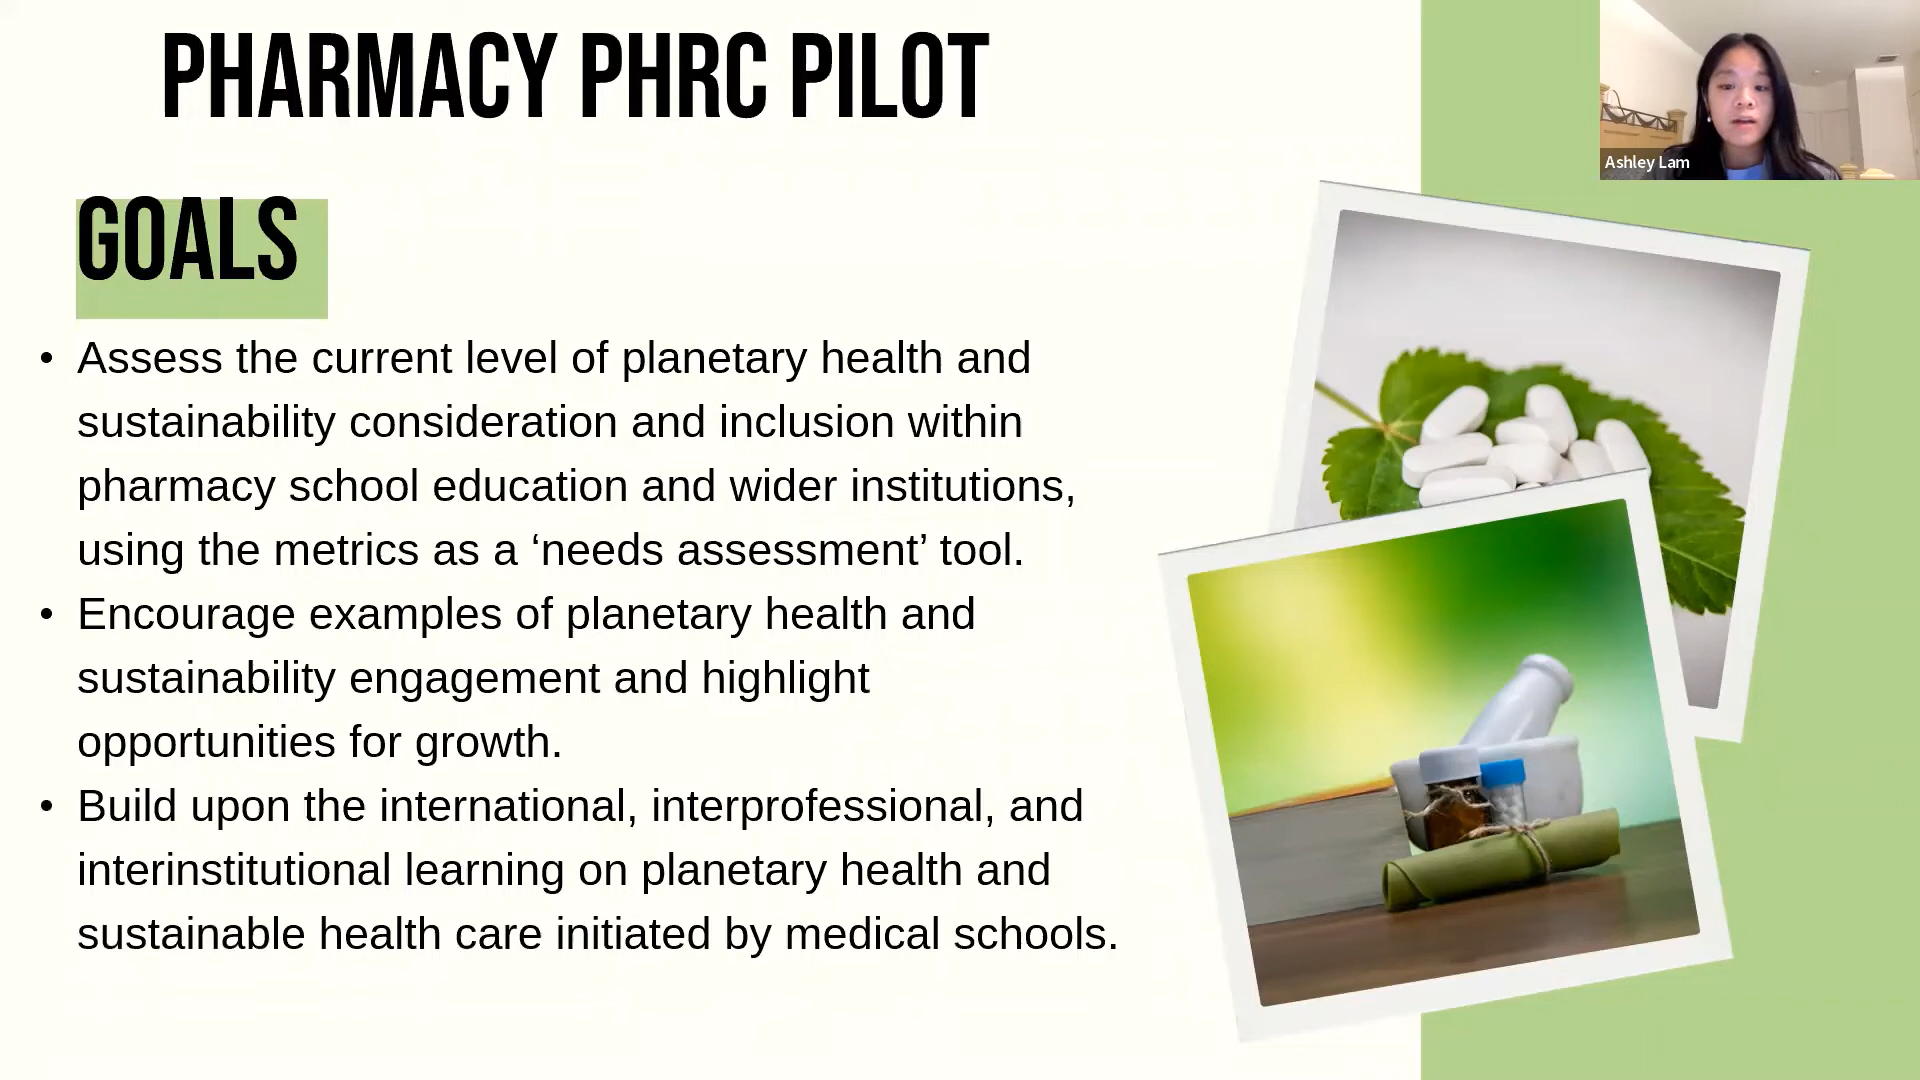 PHARMACY PHRC PILOT
Ashley Lam
GOALS
• Assess the current level of planetary health and
sustainability consideration and inclusion within
pharmacy school education and wider institutions,
using the metrics as a ‘needs assessment’ tool.
• Encourage examples of planetary health and
sustainability engagement and highlight
opportunities for growth.
• Build upon the international, interprofessional, and
interinstitutional learning on planetary health and
sustainable health care initiated by medical schools.